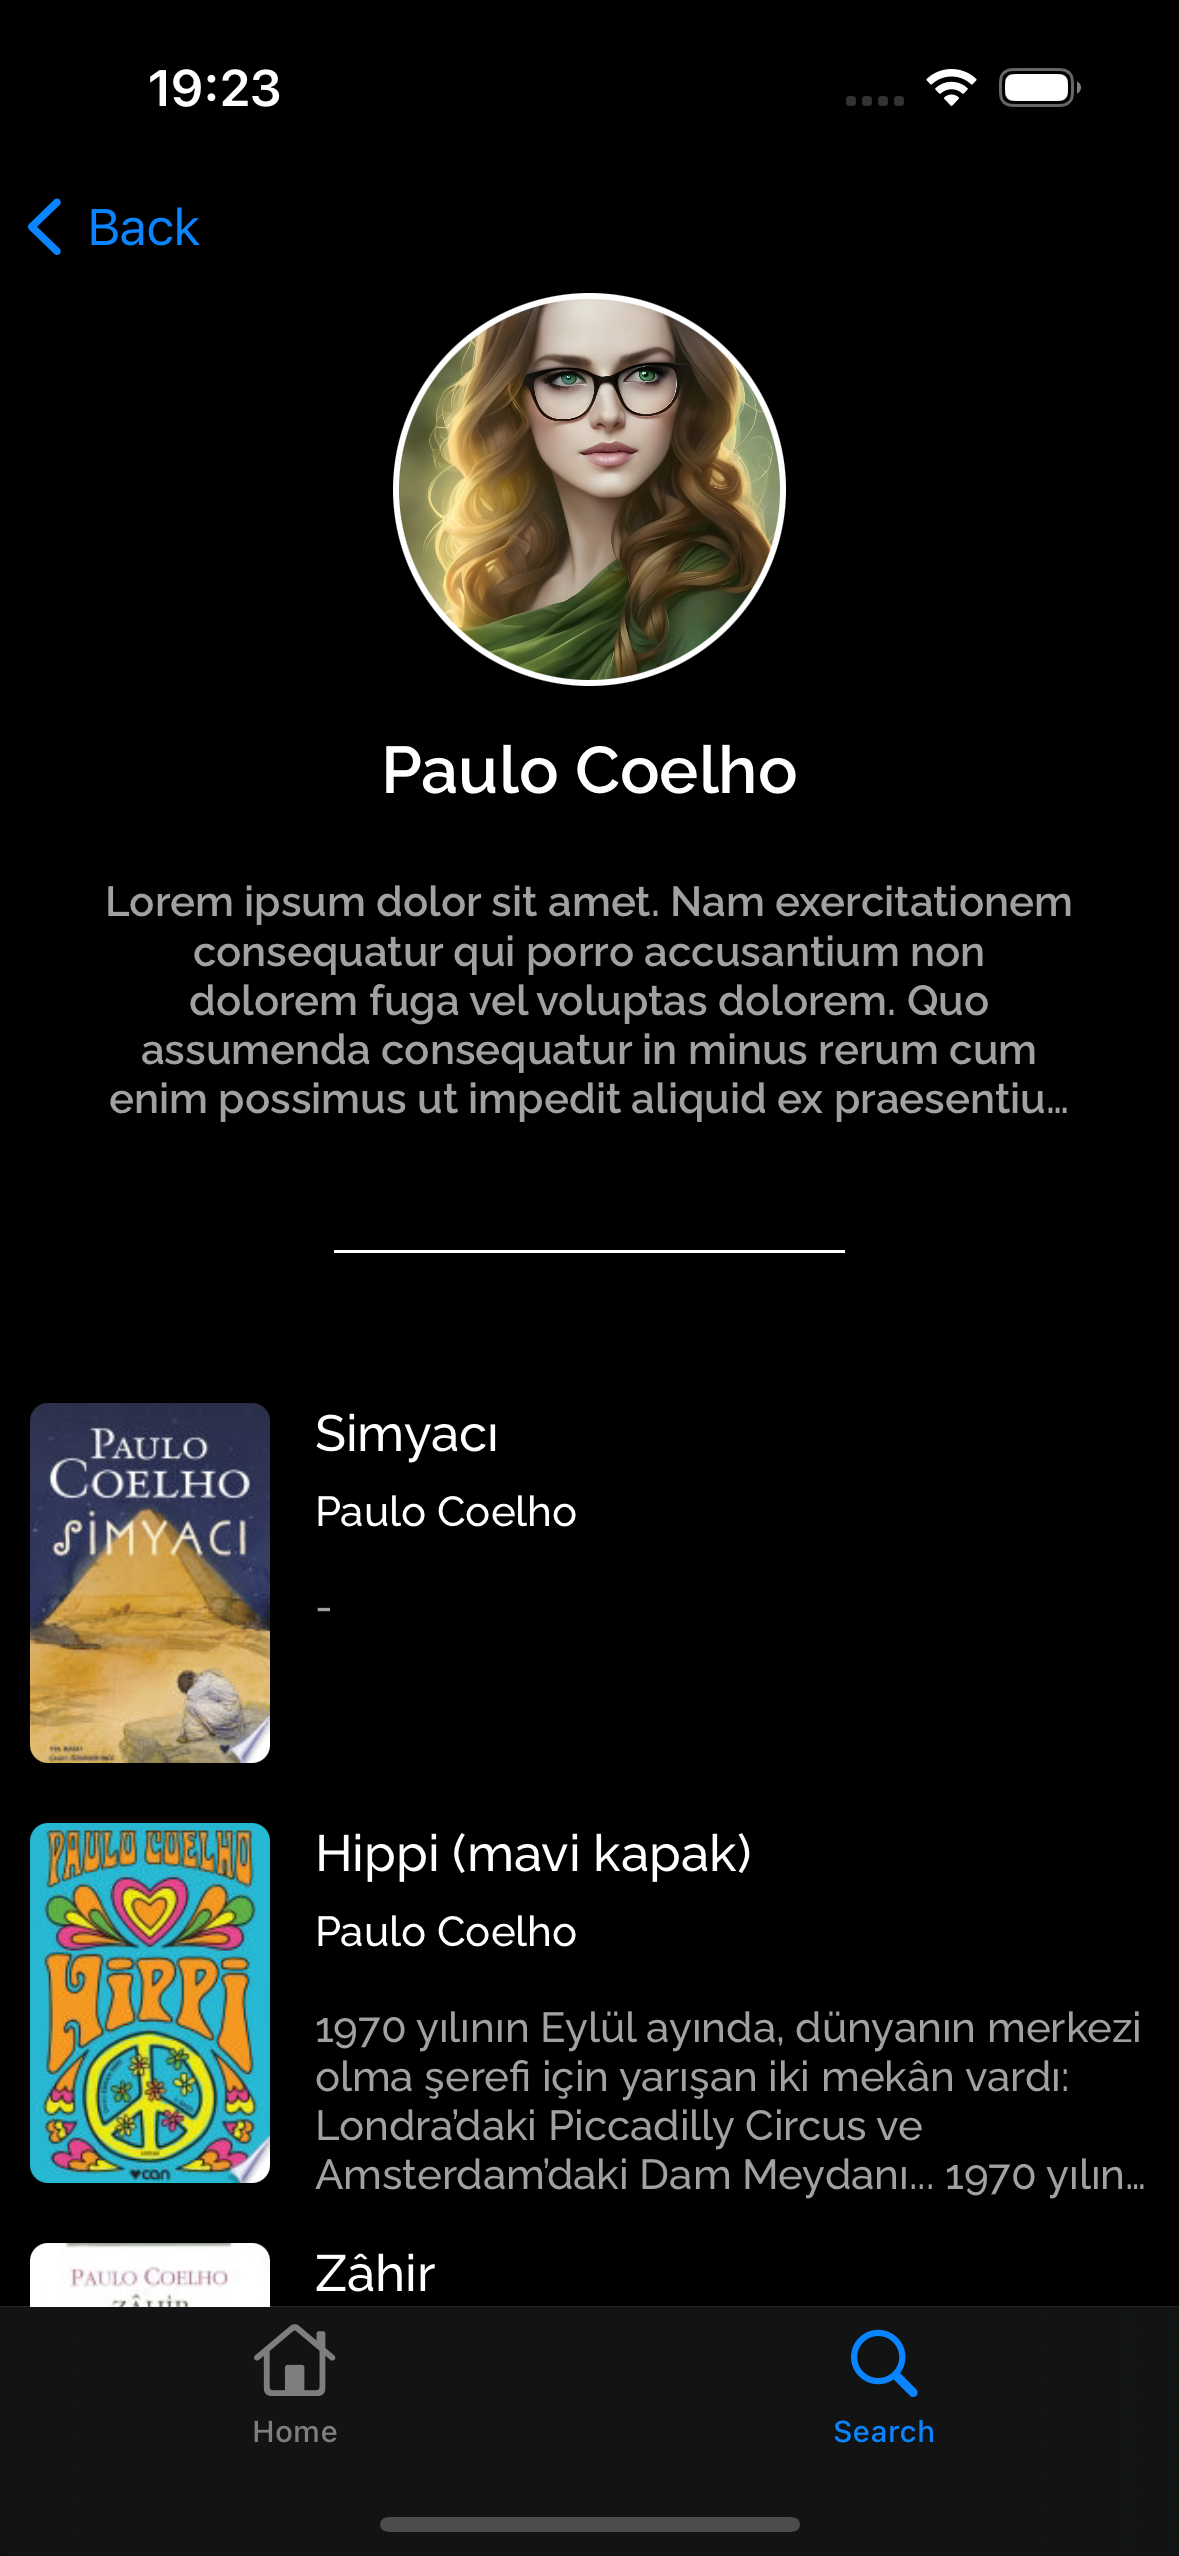 19:23
Back
Paulo Coelho
Lorem ipsum dolor sit amet. Nam exercitationem
consequatur qui porro accusantium non
dolorem fuga vel voluptas dolorem. Quo
assumenda consequatur in minus rerum cum
enim possimus ut impedit aliquid ex praesentiu...
PAULO
COELHO
SİMYACI
Simyacı
Paulo Coelho
-
PAULO COELHO
HİPPİ
can
Hippi (mavi kapak)
Paulo Coelho
1970 yılının Eylül ayında, dünyanın merkezi
olma şerefi için yarışan iki mekân vardı:
Londra'daki Piccadilly Circus ve
Amsterdam'daki Dam Meydanı... 1970 yılın...
PAULO COELHO
ZÂHİR
Zâhir
Home
Search